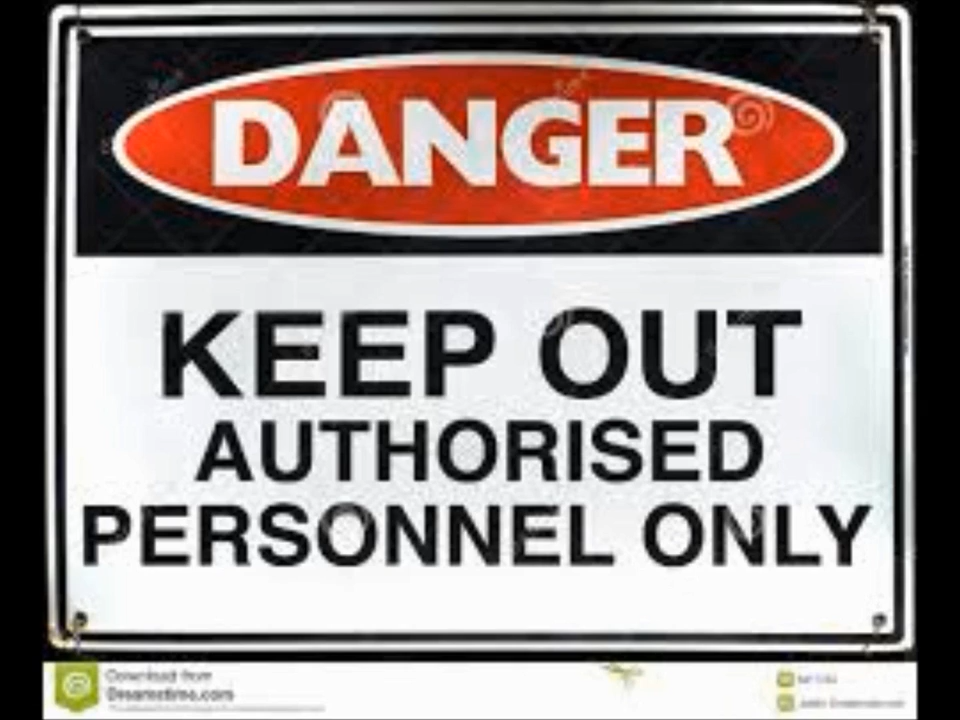 DANGER
KEEP OUT
AUTHORISED
PERSONNEL ONLY
Download from
Dreamstime.com